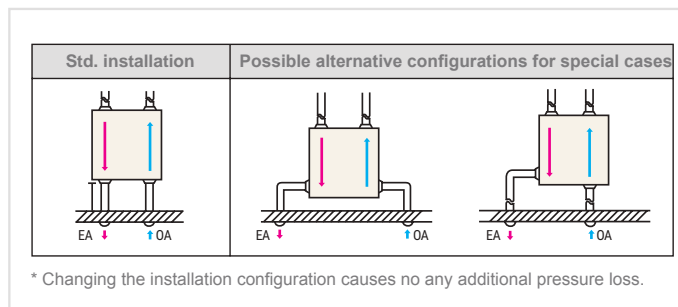 Std. installation
Possible alternative configurations for special cases
EA OA
EA OA
EA OA
* Changing the installation configuration causes no any additional pressure loss.